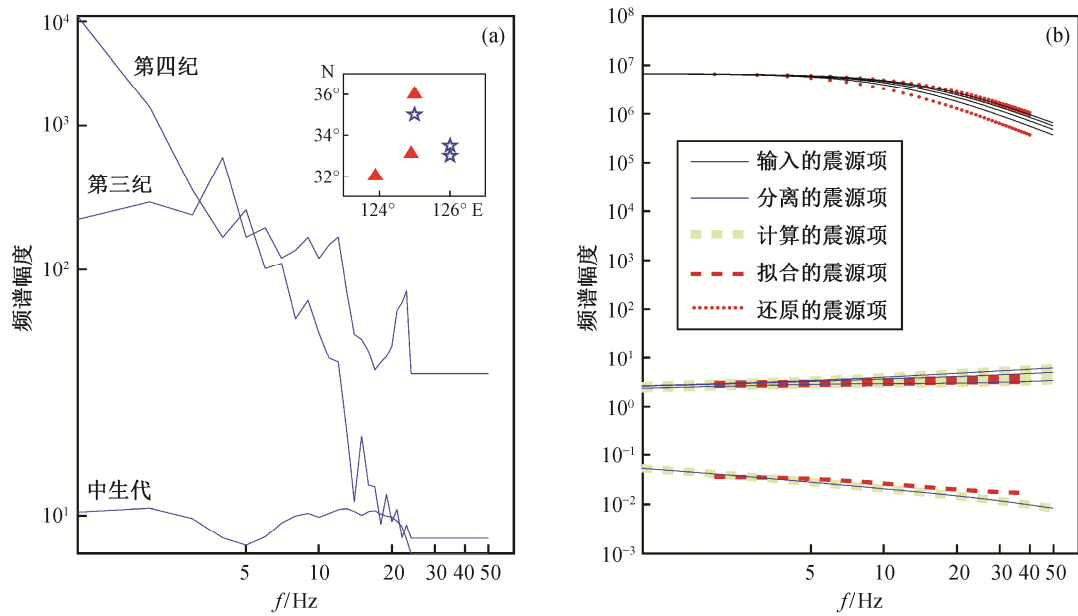 (a)
10⁴
10³
10²
10¹
频谱幅度
第四纪
第三纪
中生代
N
36°
34°
32°
124°
126° E
5
10
20
30
40
50
f/Hz
(b)
10⁸
10⁷
10⁶
10⁵
10⁴
10³
10²
10¹
10⁰
10⁻¹
10⁻²
10⁻³
频谱幅度
输入的震源项
分离的震源项
计算的震源项
拟合的震源项
还原的震源项
5
10
20
30
40
50
f/Hz